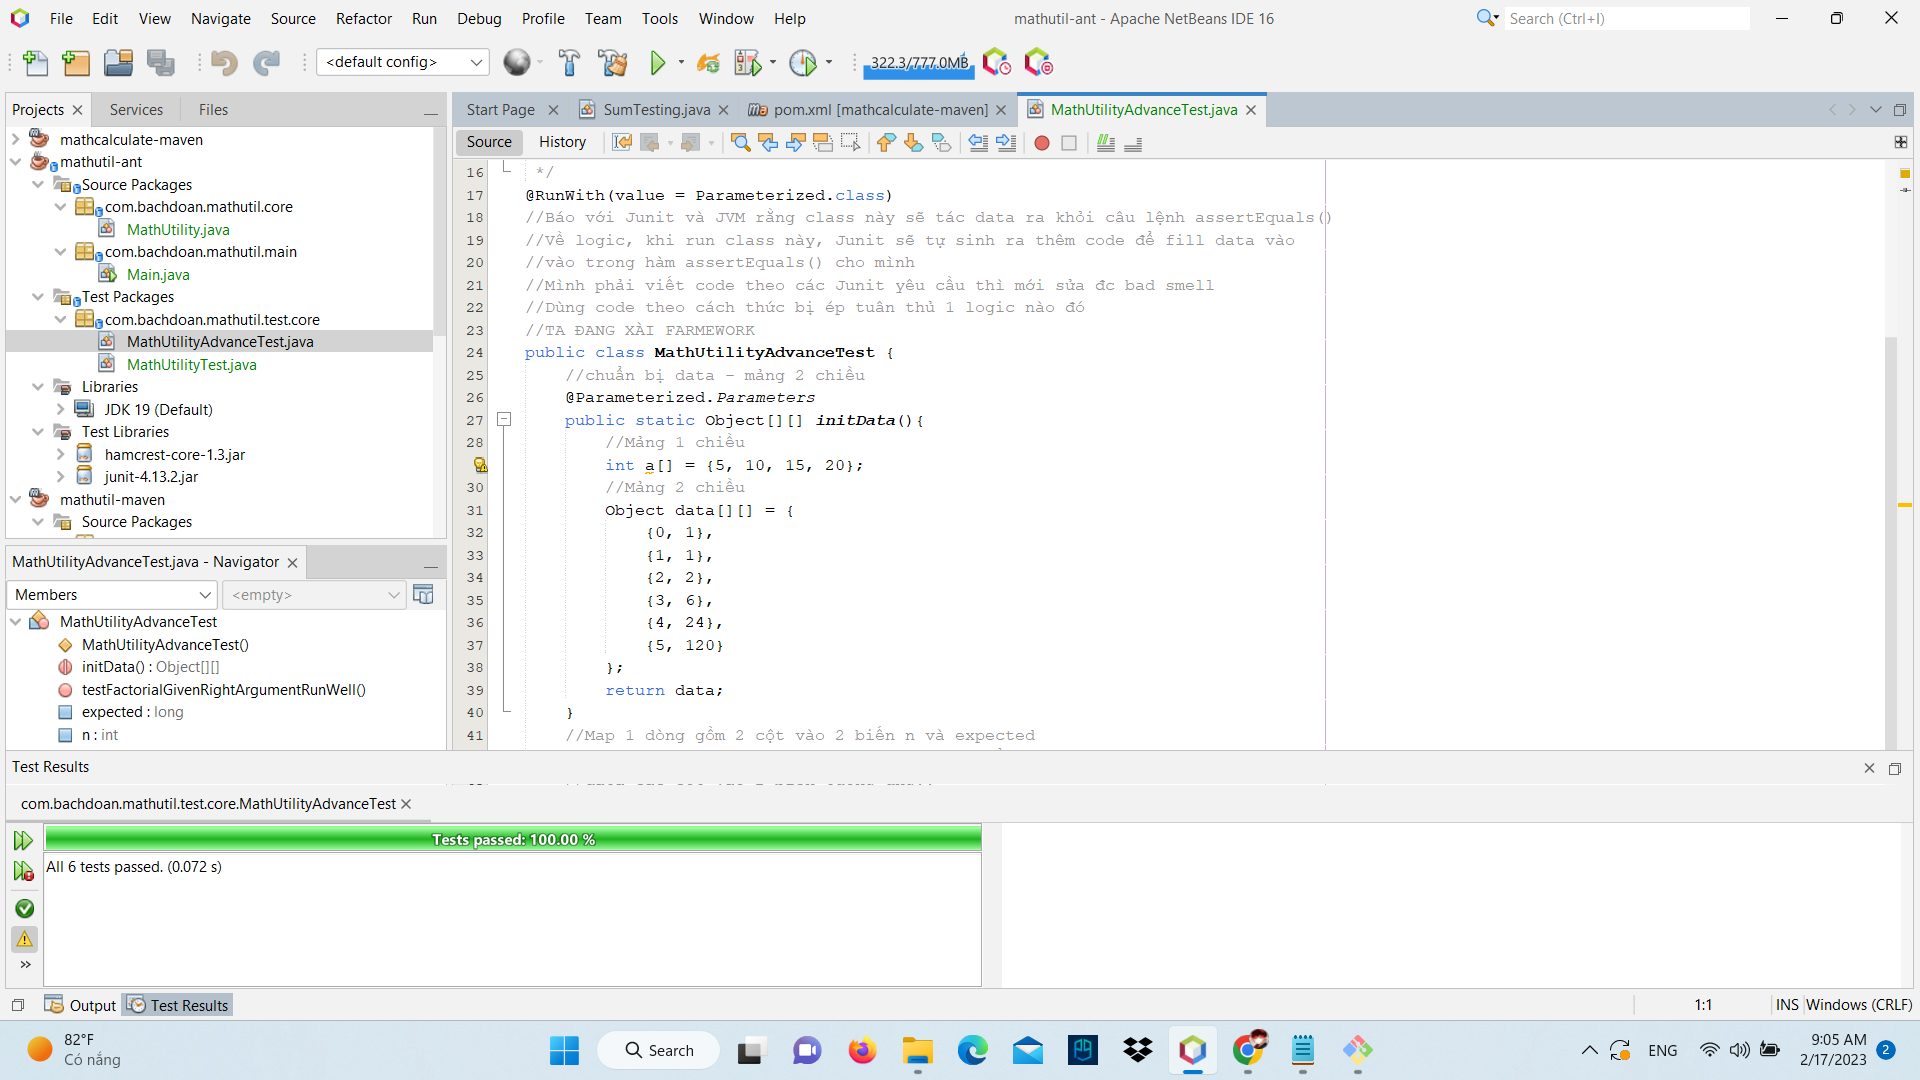 File Edit View Navigate Source Refactor Run Debug Profile Team Tools Window Help
mathutil-ant - Apache NetBeans IDE 16
Search (Ctrl+I)
<default config>
322.3/777.0MB
Projects Services Files
mathcalculate-maven
mathutil-ant
Source Packages
com.bachdoan.mathutil.core
MathUtility.java
com.bachdoan.mathutil.main
Main.java
Test Packages
com.bachdoan.mathutil.test.core
MathUtilityAdvanceTest.java
MathUtilityTest.java
Libraries
JDK 19 (Default)
Test Libraries
hamcrest-core-1.3.jar
junit-4.13.2.jar
mathutil-maven
Source Packages
MathUtilityAdvanceTest.java - Navigator
Members
<empty>
MathUtilityAdvanceTest
MathUtilityAdvanceTest()
initData() : Object[][]
testFactorialGivenRightArgumentRunWell()
expected : long
n : int
Start Page SumTesting.java pom.xml [mathcalculate-maven] MathUtilityAdvanceTest.java
Source History
16 */
17 @RunWith(value = Parameterized.class)
18 //Báo với Junit và JVM rằng class này sẽ tác data ra khỏi câu lệnh assertEquals()
19 //Về logic, khi run class này, Junit sẽ tự sinh ra thêm code để fill data vào
20 //vào trong hàm assertEquals() cho mình
21 //Mình phải viết code theo các Junit yêu cầu thì mới sửa đc bad smell
22 //Dùng code theo cách thức bị ép tuân thủ 1 logic nào đó
23 //TA ĐANG XÀI FARMEWORK
24 public class MathUtilityAdvanceTest {
25 //chuẩn bị data - mảng 2 chiều
26 @Parameterized.Parameters
27 public static Object[][] initData(){
28 //Mảng 1 chiều
int a[] = {5, 10, 15, 20};
30 //Mảng 2 chiều
31 Object data[][] = {
32 {0, 1},
33 {1, 1},
34 {2, 2},
35 {3, 6},
36 {4, 24},
37 {5, 120}
38 };
39 return data;
40 }
41 //Map 1 dòng gồm 2 cột vào 2 biến n và expected
Test Results
com.bachdoan.mathutil.test.core.MathUtilityAdvanceTest
Tests passed: 100.00 %
All 6 tests passed. (0.072 s)
Output Test Results
1:1 INS Windows (CRLF)
82°F
Có nắng
Search
ENG
9:05 AM
2/17/2023
2